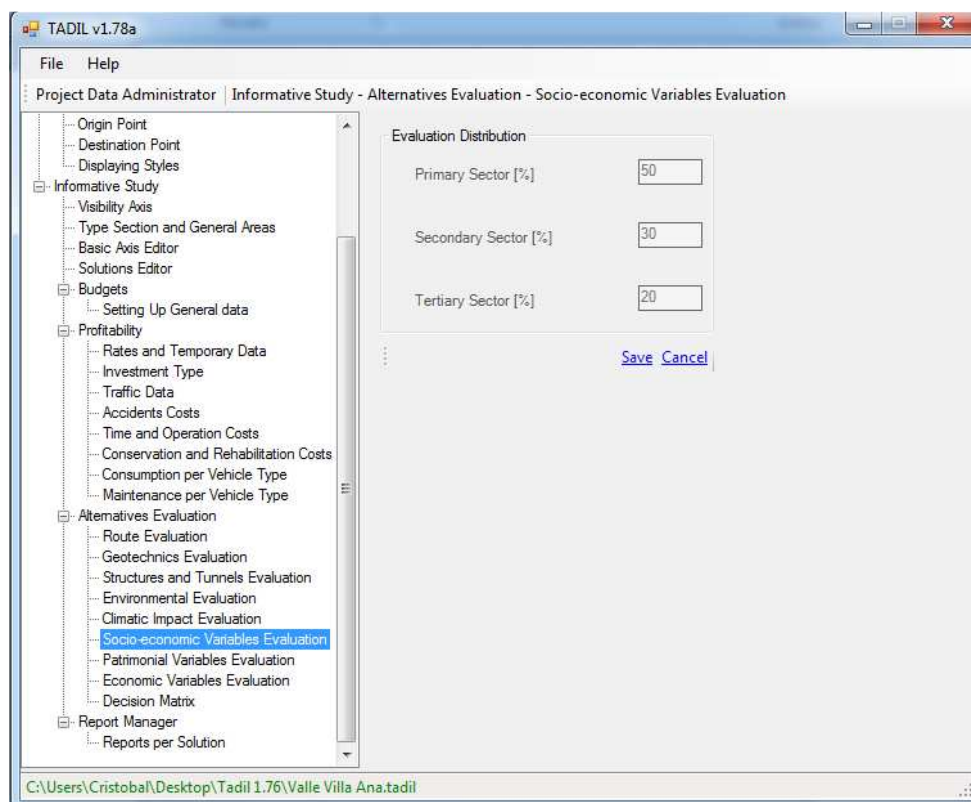 TADIL v1.78a
File Help
Project Data Administrator Informative Study - Alternatives Evaluation - Socio-economic Variables Evaluation
Origin Point
Destination Point
Displaying Styles
Informative Study
Visibility Axis
Type Section and General Areas
Basic Axis Editor
Solutions Editor
Budgets
Setting Up General data
Profitability
Rates and Temporary Data
Investment Type
Traffic Data
Accidents Costs
Time and Operation Costs
Conservation and Rehabilitation Costs
Consumption per Vehicle Type
Maintenance per Vehicle Type
Alternatives Evaluation
Route Evaluation
Geotechnics Evaluation
Structures and Tunnels Evaluation
Environmental Evaluation
Climatic Impact Evaluation
Socio-economic Variables Evaluation
Patrimonial Variables Evaluation
Economic Variables Evaluation
Decision Matrix
Report Manager
Reports per Solution
Evaluation Distribution
Primary Sector [%] 50
Secondary Sector [%] 30
Tertiary Sector [%] 20
Save Cancel
C:\Users\Cristobal\Desktop\Tadil 1.76\Valle Villa Ana.tadil